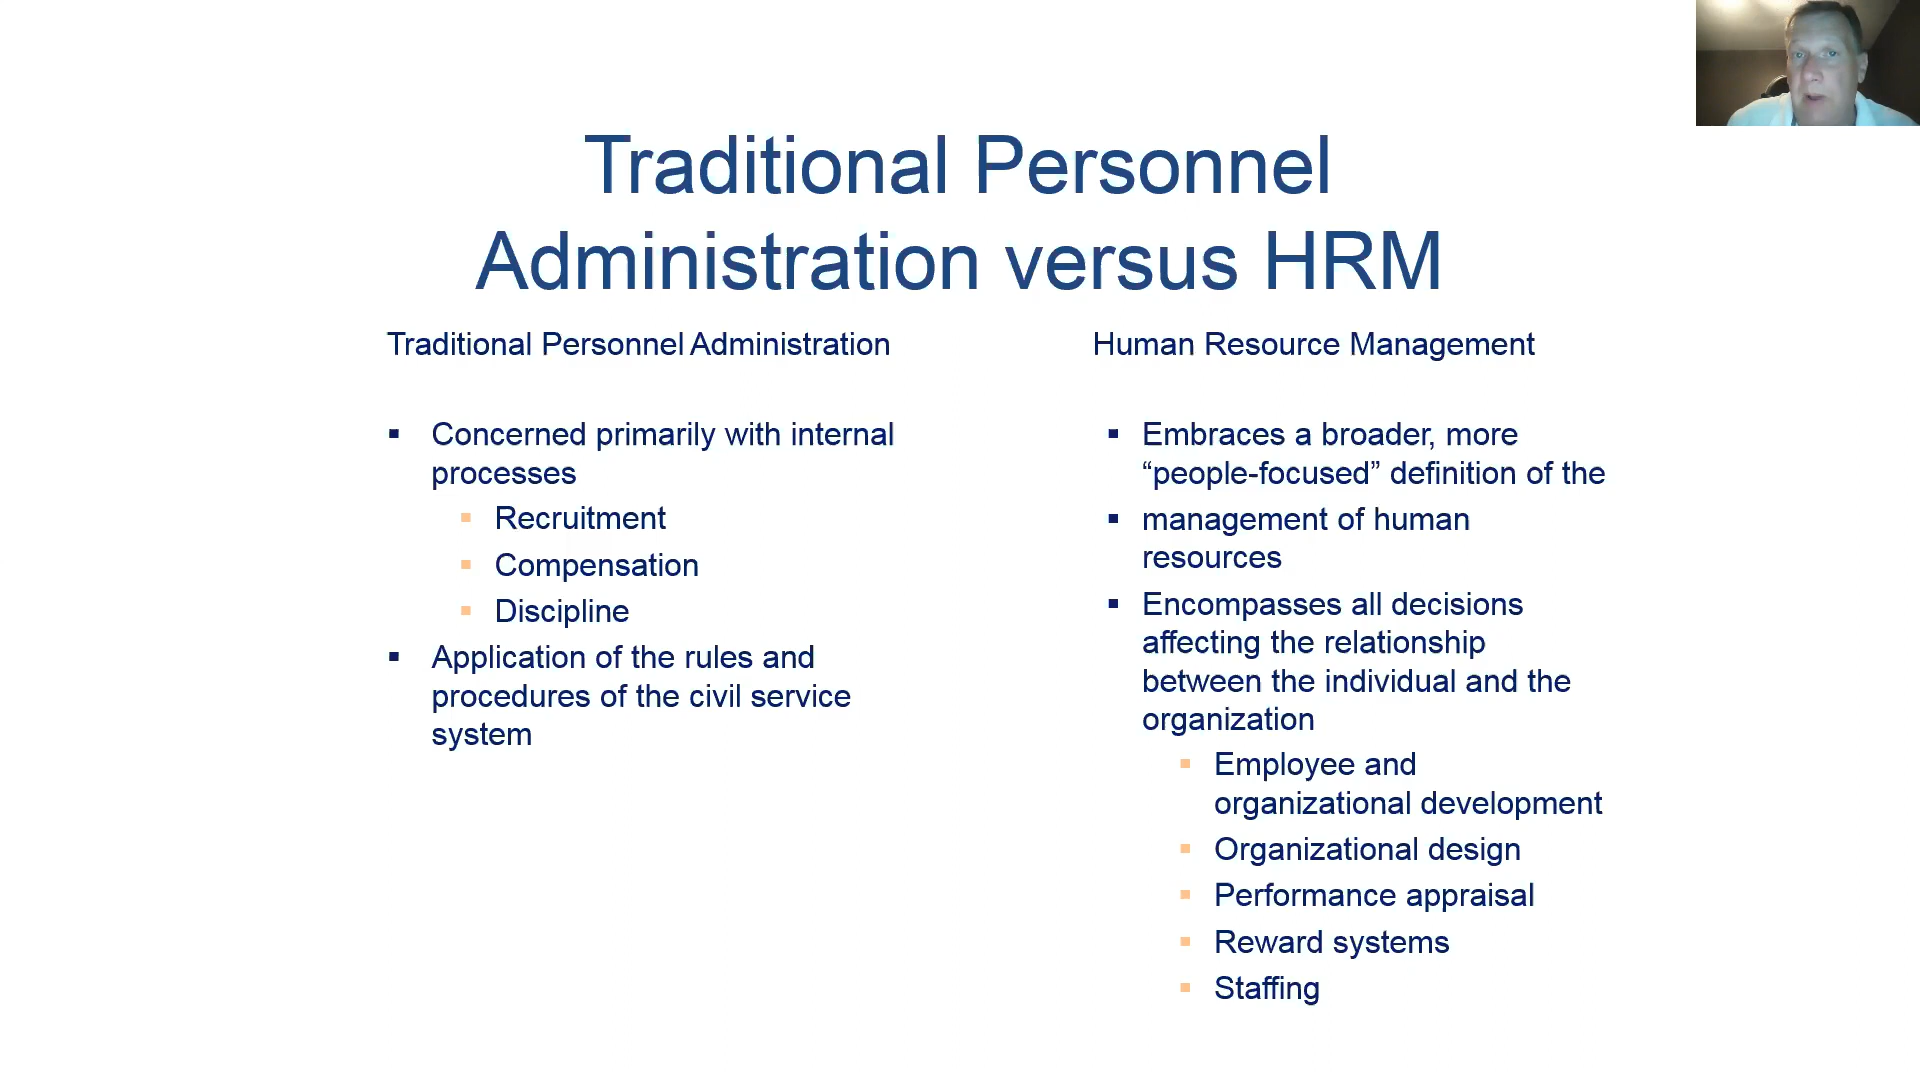 Traditional Personnel
Administration versus HRM
Traditional Personnel Administration
▪ Concerned primarily with internal
processes
▪ Recruitment
▪ Compensation
▪ Discipline
▪ Application of the rules and
procedures of the civil service
system
Human Resource Management
▪ Embraces a broader, more
“people-focused” definition of the
▪ management of human
resources
▪ Encompasses all decisions
affecting the relationship
between the individual and the
organization
▪ Employee and
organizational development
▪ Organizational design
▪ Performance appraisal
▪ Reward systems
▪ Staffing